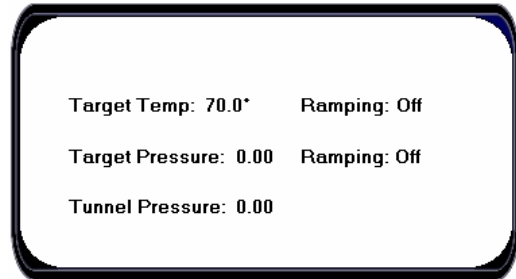 Target Temp: 70.0° Ramping: Off
Target Pressure: 0.00 Ramping: Off
Tunnel Pressure: 0.00